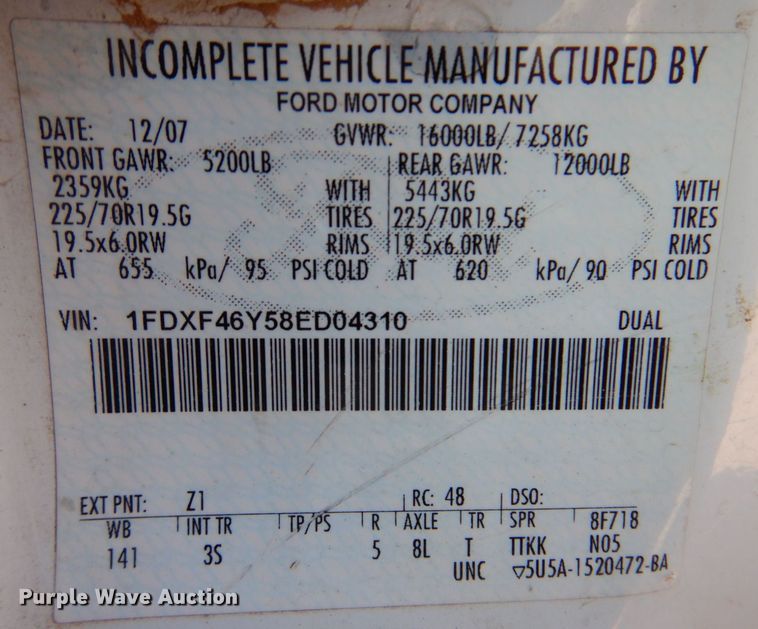 INCOMPLETE VEHICLE MANUFACTURED BY
FORD MOTOR COMPANY
DATE: 12/07 GVWR: 16000LB/ 7258KG
FRONT GAWR: 5200LB REAR GAWR: 12000LB
2359KG WITH 5443KG WITH
225/70R19.5G TIRES 225/70R19.5G TIRES
19.5x6.0RW RIMS 19.5x6.0RW RIMS
AT 655 kPa/ 95 PSI COLD AT 620 kPa/ 90 PSI COLD
VIN: 1FDXF46Y58ED04310 DUAL
EXT PNT: Z1 RC: 48 DSO:
WB INT TR TP/PS R AXLE TR SPR 8F718
141 3S 5 8L T TTKK N05
UNC ▽5U5A-1520472-BA
Purple Wave Auction